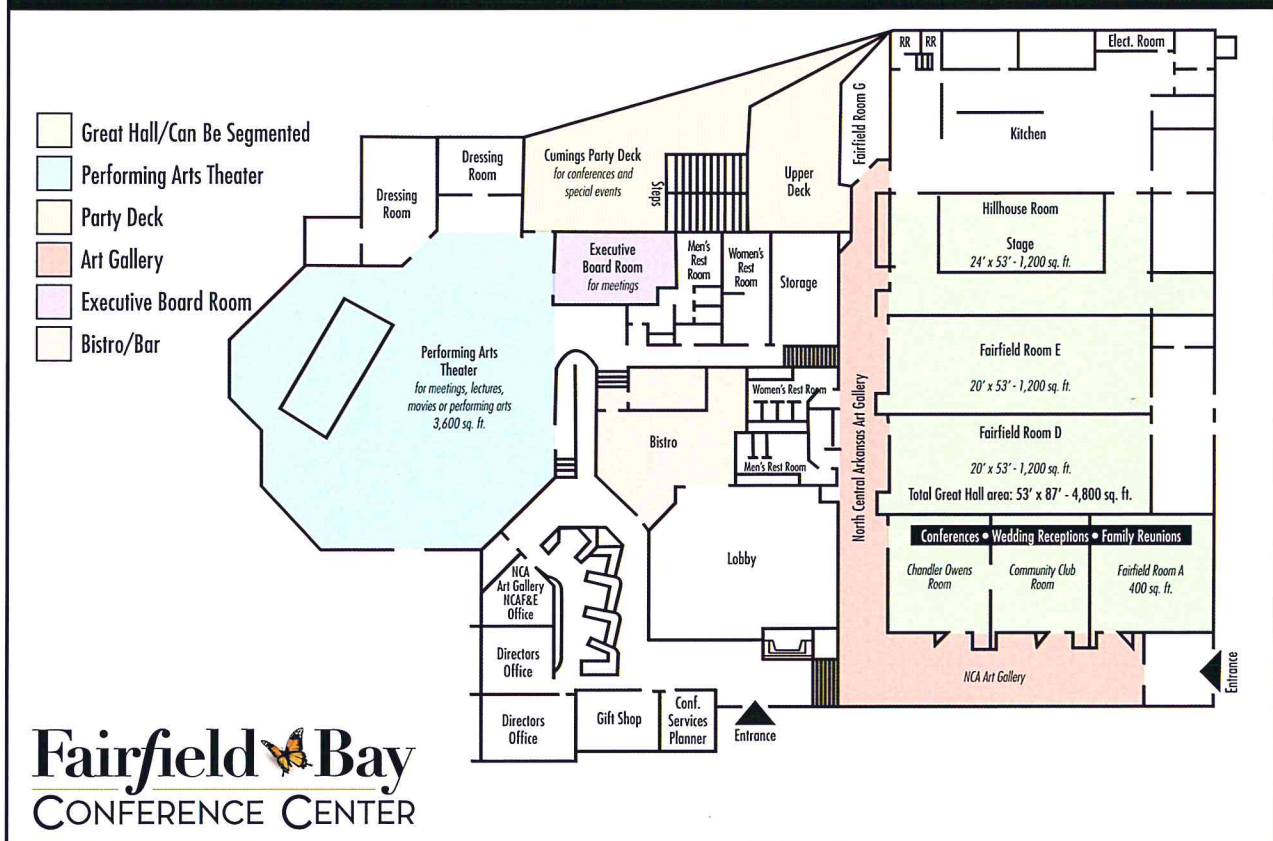 Great Hall/Can Be Segmented
Performing Arts Theater
Party Deck
Art Gallery
Executive Board Room
Bistro/Bar
RR
RR
Elect. Room
Kitchen
Fairfield Room G
Cumings Party Deck
for conferences and
special events
Steps
Upper
Deck
Dressing
Room
Dressing
Room
Executive
Board Room
for meetings
Men's
Rest
Room
Women's
Rest
Room
Storage
Hillhouse Room
Stage
24' x 53' - 1,200 sq. ft.
Performing Arts
Theater
for meetings, lectures,
movies or performing arts
3,600 sq. ft.
Bistro
Women's Rest Room
Men's Rest Room
North Central Arkansas Art Gallery
Fairfield Room E
20' x 53' - 1,200 sq. ft.
Fairfield Room D
20' x 53' - 1,200 sq. ft.
Total Great Hall area: 53' x 87' - 4,800 sq. ft.
Conferences • Wedding Receptions • Family Reunions
Chandler Owens
Room
Community Club
Room
Fairfield Room A
400 sq. ft.
Lobby
NCA
Art Gallery
NCAF&E
Office
Directors
Office
Directors
Office
Gift Shop
Conf.
Services
Planner
Entrance
NCA Art Gallery
Entrance
Fairfield Bay
CONFERENCE CENTER